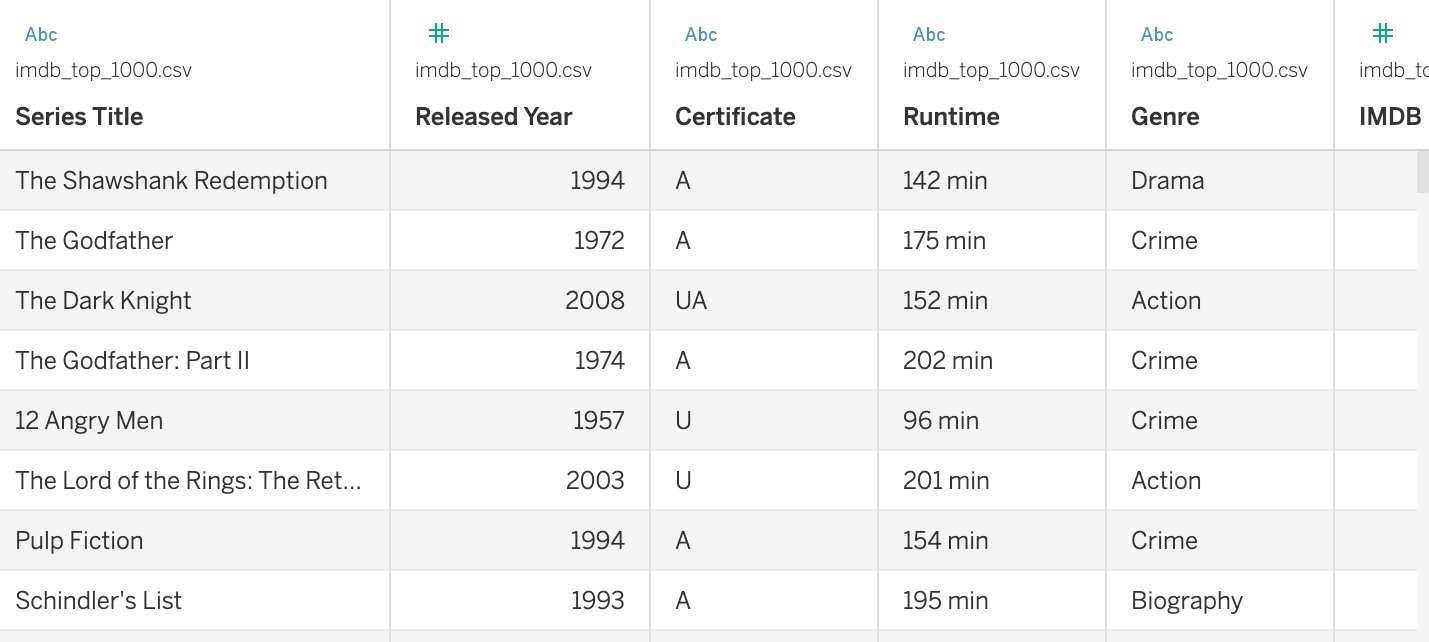 Abc # Abc Abc Abc #
imdb_top_1000.csv imdb_top_1000.csv imdb_top_1000.csv imdb_top_1000.csv imdb_top_1000.csv imdb_to
Series Title Released Year Certificate Runtime Genre IMDB
The Shawshank Redemption 1994 A 142 min Drama
The Godfather 1972 A 175 min Crime
The Dark Knight 2008 UA 152 min Action
The Godfather: Part II 1974 A 202 min Crime
12 Angry Men 1957 U 96 min Crime
The Lord of the Rings: The Ret... 2003 U 201 min Action
Pulp Fiction 1994 A 154 min Crime
Schindler's List 1993 A 195 min Biography